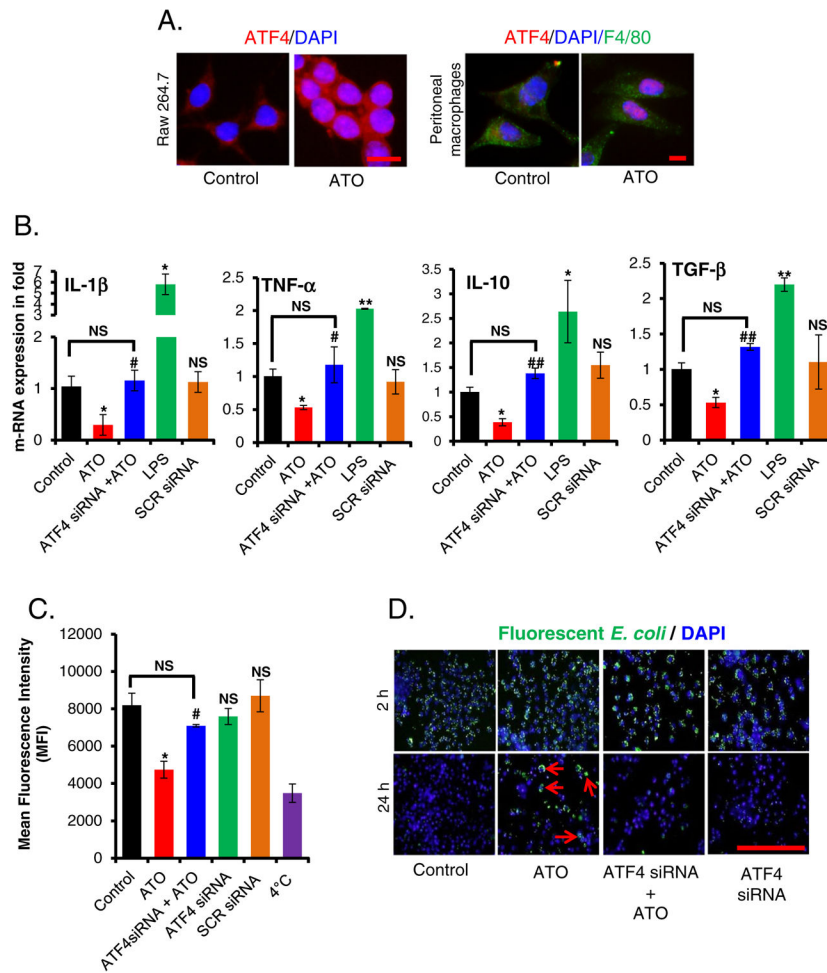 A.
ATF4/DAPI
ATF4/DAPI/F4/80
Raw 264.7
Peritoneal
macrophages
Control
ATO
Control
ATO
B.
m-RNA expression in fold
IL-1β
7
6
5
4
3
2
1
0
NS
*
#
*
NS
Control
ATO
ATF4 siRNA +ATO
LPS
SCR siRNA
TNF-α
2.5
2
1.5
1
0.5
0
NS
*
#
**
NS
Control
ATO
ATF4 siRNA +ATO
LPS
SCR siRNA
IL-10
3.5
3
2.5
2
1.5
1
0.5
0
NS
*
##
*
NS
Control
ATO
ATF4 siRNA +ATO
LPS
SCR siRNA
TGF-β
2.5
2
1.5
1
0.5
0
NS
*
##
**
NS
Control
ATO
ATF4 siRNA +ATO
LPS
SCR siRNA
C.
Mean Fluorescence Intensity
(MFI)
12000
10000
8000
6000
4000
2000
0
NS
*
#
NS
NS
Control
ATO
ATF4siRNA + ATO
ATF4 siRNA
SCR siRNA
4°C
D.
Fluorescent E. coli / DAPI
2 h
24 h
Control
ATO
ATF4 siRNA
+
ATO
ATF4
siRNA